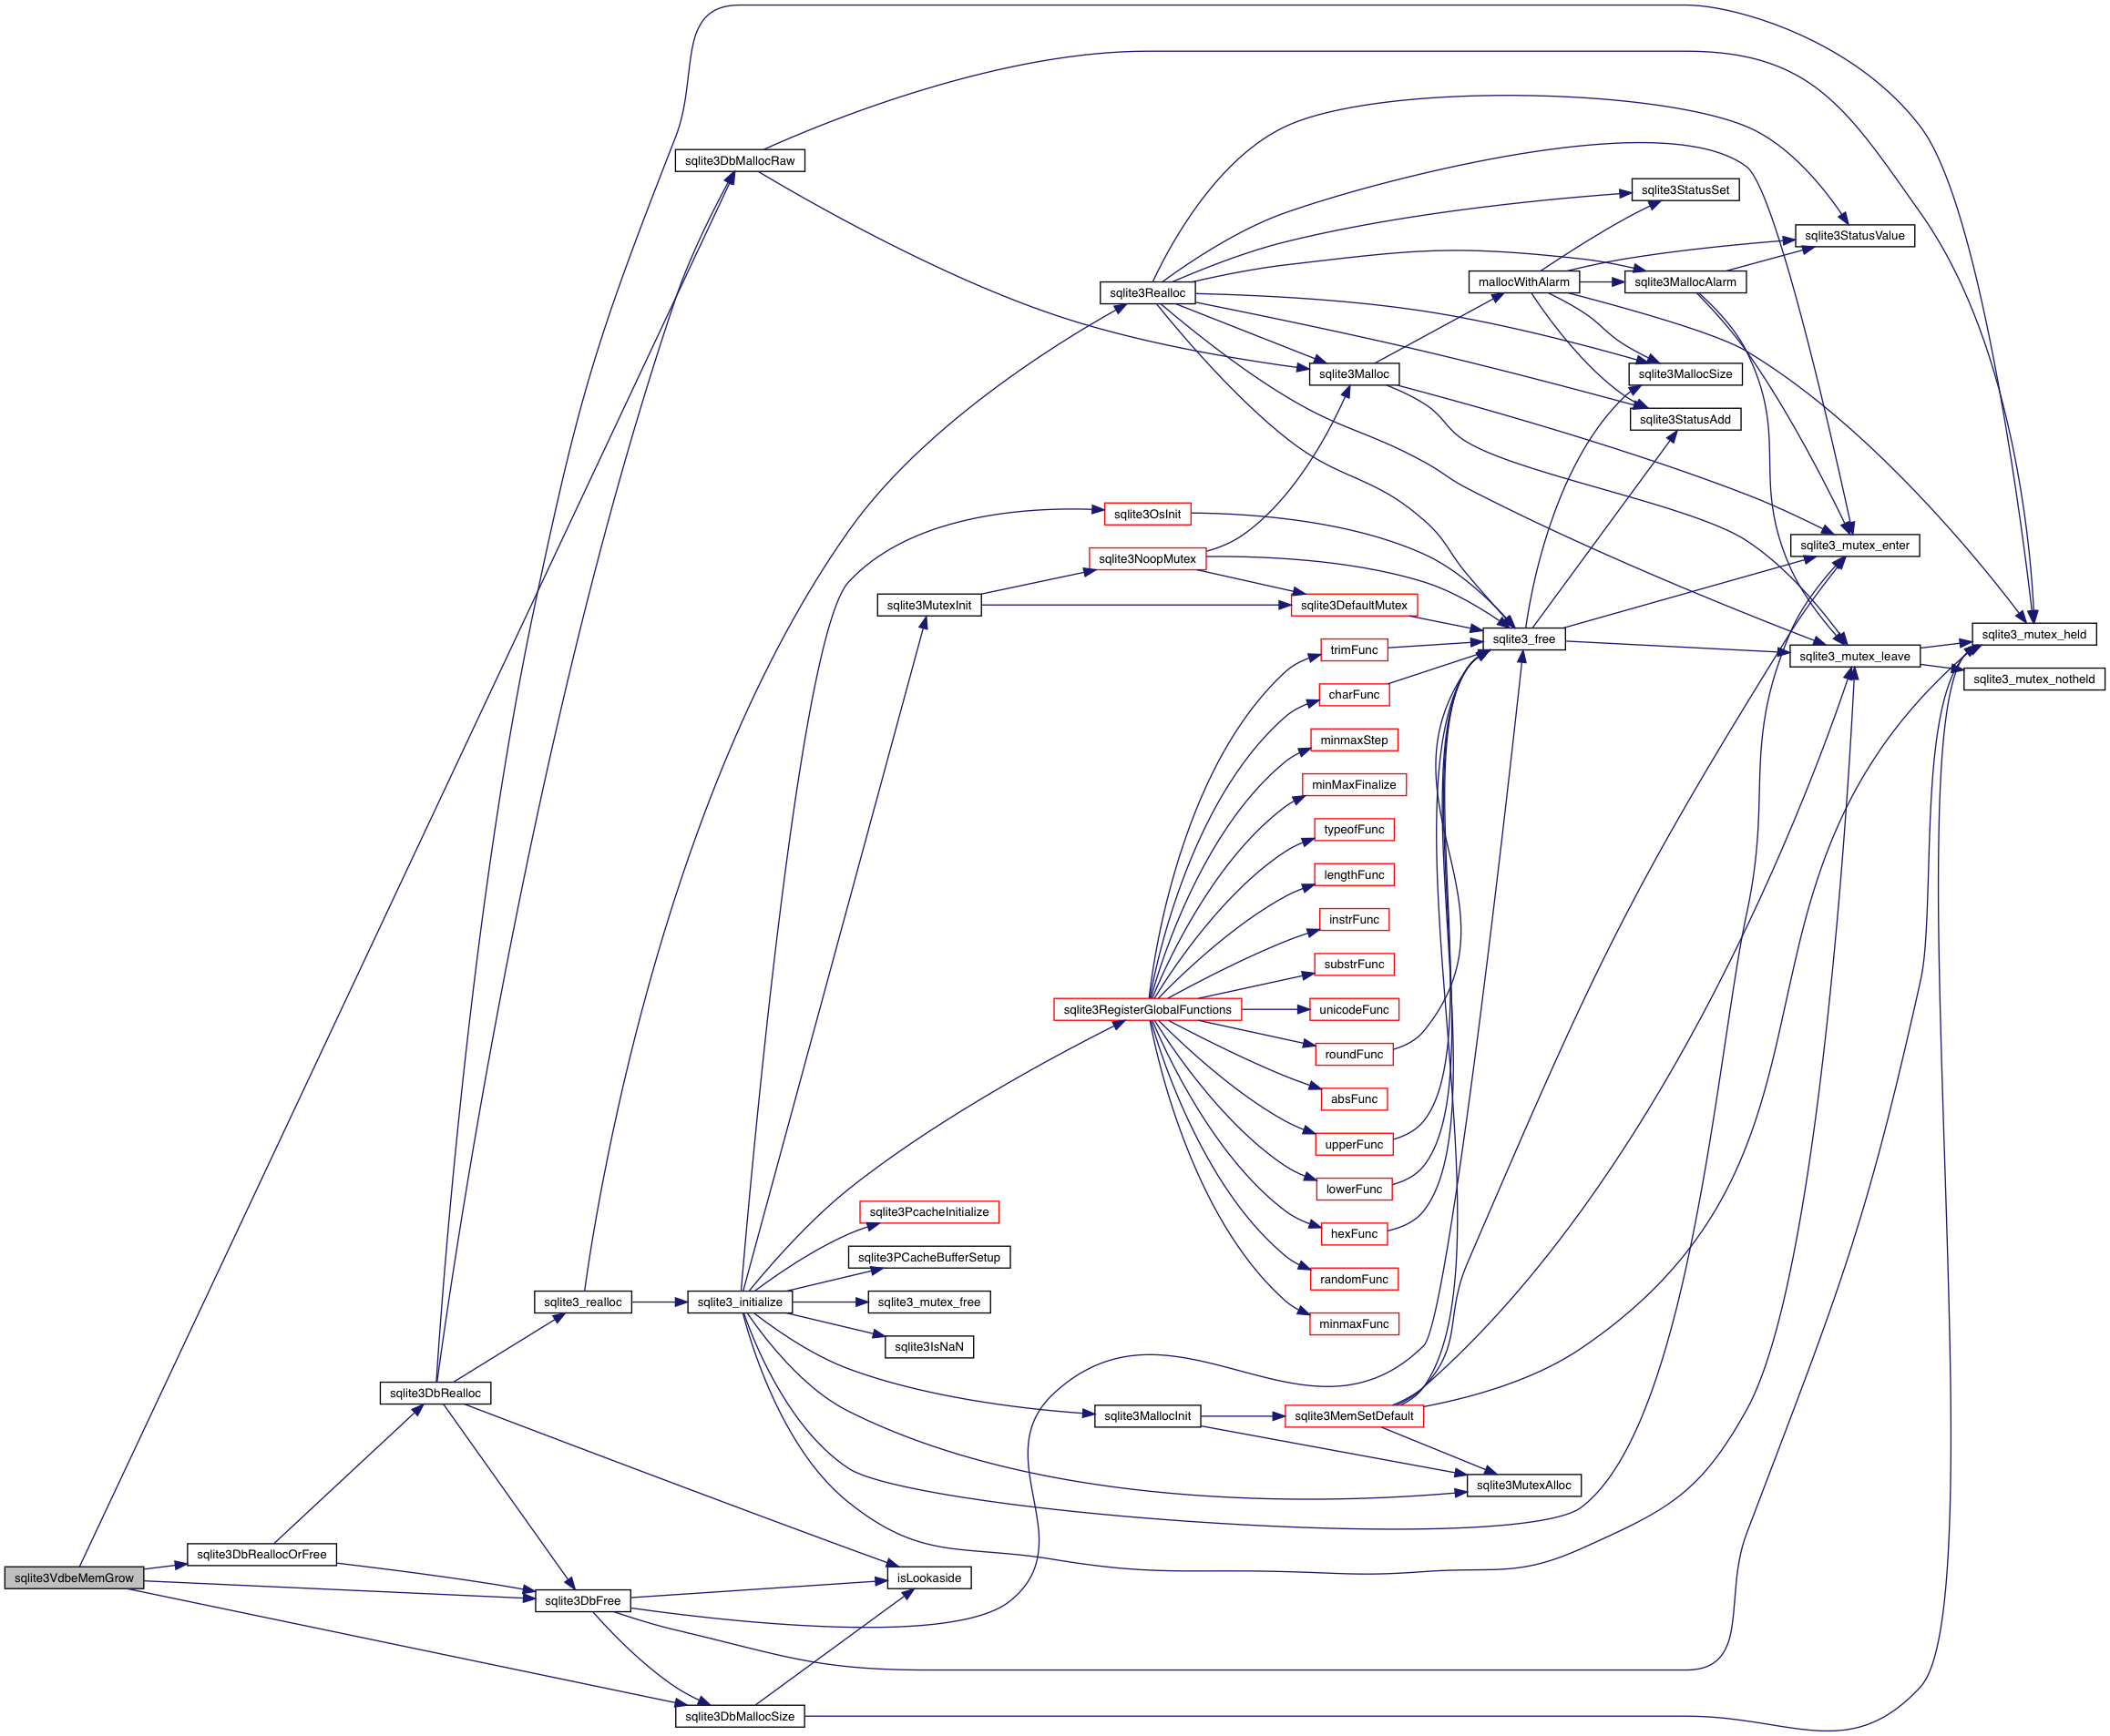 sqlite3DbMallocRaw
sqlite3StatusSet
sqlite3StatusValue
sqlite3Realloc
mallocWithAlarm
sqlite3MallocAlarm
sqlite3Malloc
sqlite3MallocSize
sqlite3StatusAdd
sqlite3OsInit
sqlite3NoopMutex
sqlite3_mutex_enter
sqlite3MutexInit
sqlite3DefaultMutex
sqlite3_free
sqlite3_mutex_held
trimFunc
sqlite3_mutex_leave
sqlite3_mutex_notheld
charFunc
minmaxStep
minMaxFinalize
typeofFunc
lengthFunc
instrFunc
substrFunc
sqlite3RegisterGlobalFunctions
unicodeFunc
roundFunc
absFunc
upperFunc
lowerFunc
sqlite3PcacheInitialize
hexFunc
sqlite3PCacheBufferSetup
randomFunc
sqlite3_realloc
sqlite3_initialize
sqlite3_mutex_free
minmaxFunc
sqlite3IsNaN
sqlite3DbRealloc
sqlite3MallocInit
sqlite3MemSetDefault
sqlite3MutexAlloc
sqlite3DbReallocOrFree
sqlite3VdbeMemGrow
isLookaside
sqlite3DbFree
sqlite3DbMallocSize